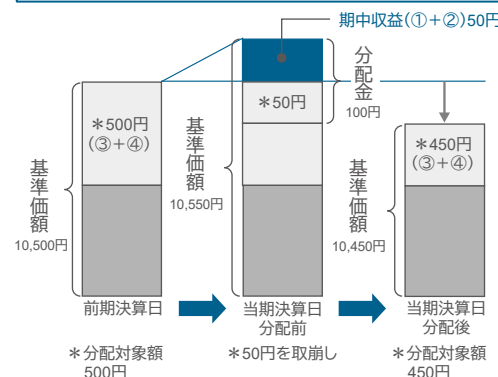 期中収益(①+②)50円
分配金
100円
*50円
*500円
(③+④)
*450円
(③+④)
基準価額
10,500円
基準価額
10,550円
基準価額
10,450円
前期決算日
当期決算日
分配前
当期決算日
分配後
*分配対象額
500円
*50円を取崩し
*分配対象額
450円